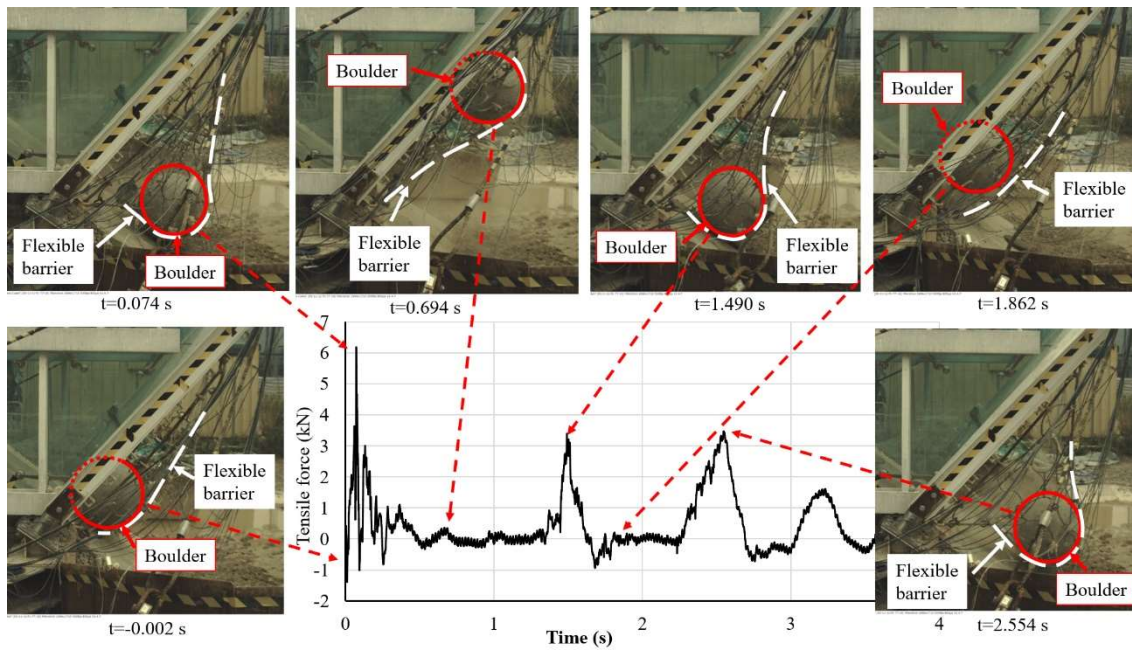 Boulder
Boulder
Flexible
barrier
Boulder
Flexible
barrier
Boulder
Flexible
barrier
Boulder
Flexible
barrier
t=0.074 s
t=0.694 s
t=1.490 s
t=1.862 s
Flexible
barrier
Boulder
t=-0.002 s
7
6
5
4
3
2
1
0
-1
-2
Tensile force (kN)
0
1
2
3
4
Time (s)
Flexible
barrier
Boulder
t=2.554 s